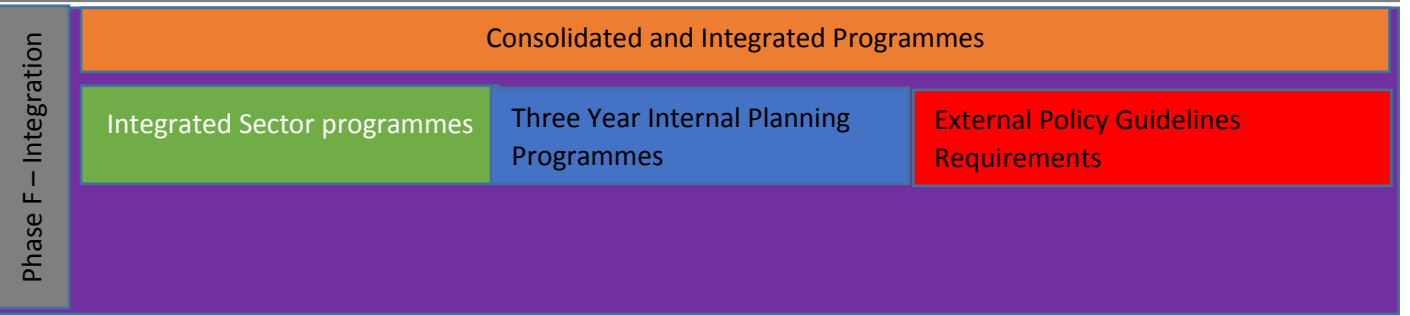 Phase F – Integration
Consolidated and Integrated Programmes
Integrated Sector programmes
Three Year Internal Planning
Programmes
External Policy Guidelines
Requirements